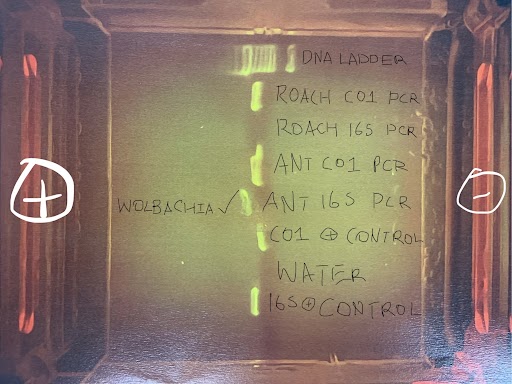 DNA LADDER
ROACH CO1 PCR
ROACH 16S PCR
ANT CO1 PCR
WOLBACHIA ✓ ANT 16S PCR
CO1 ⊕ CONTROL
WATER
16S ⊕ CONTROL
+
-